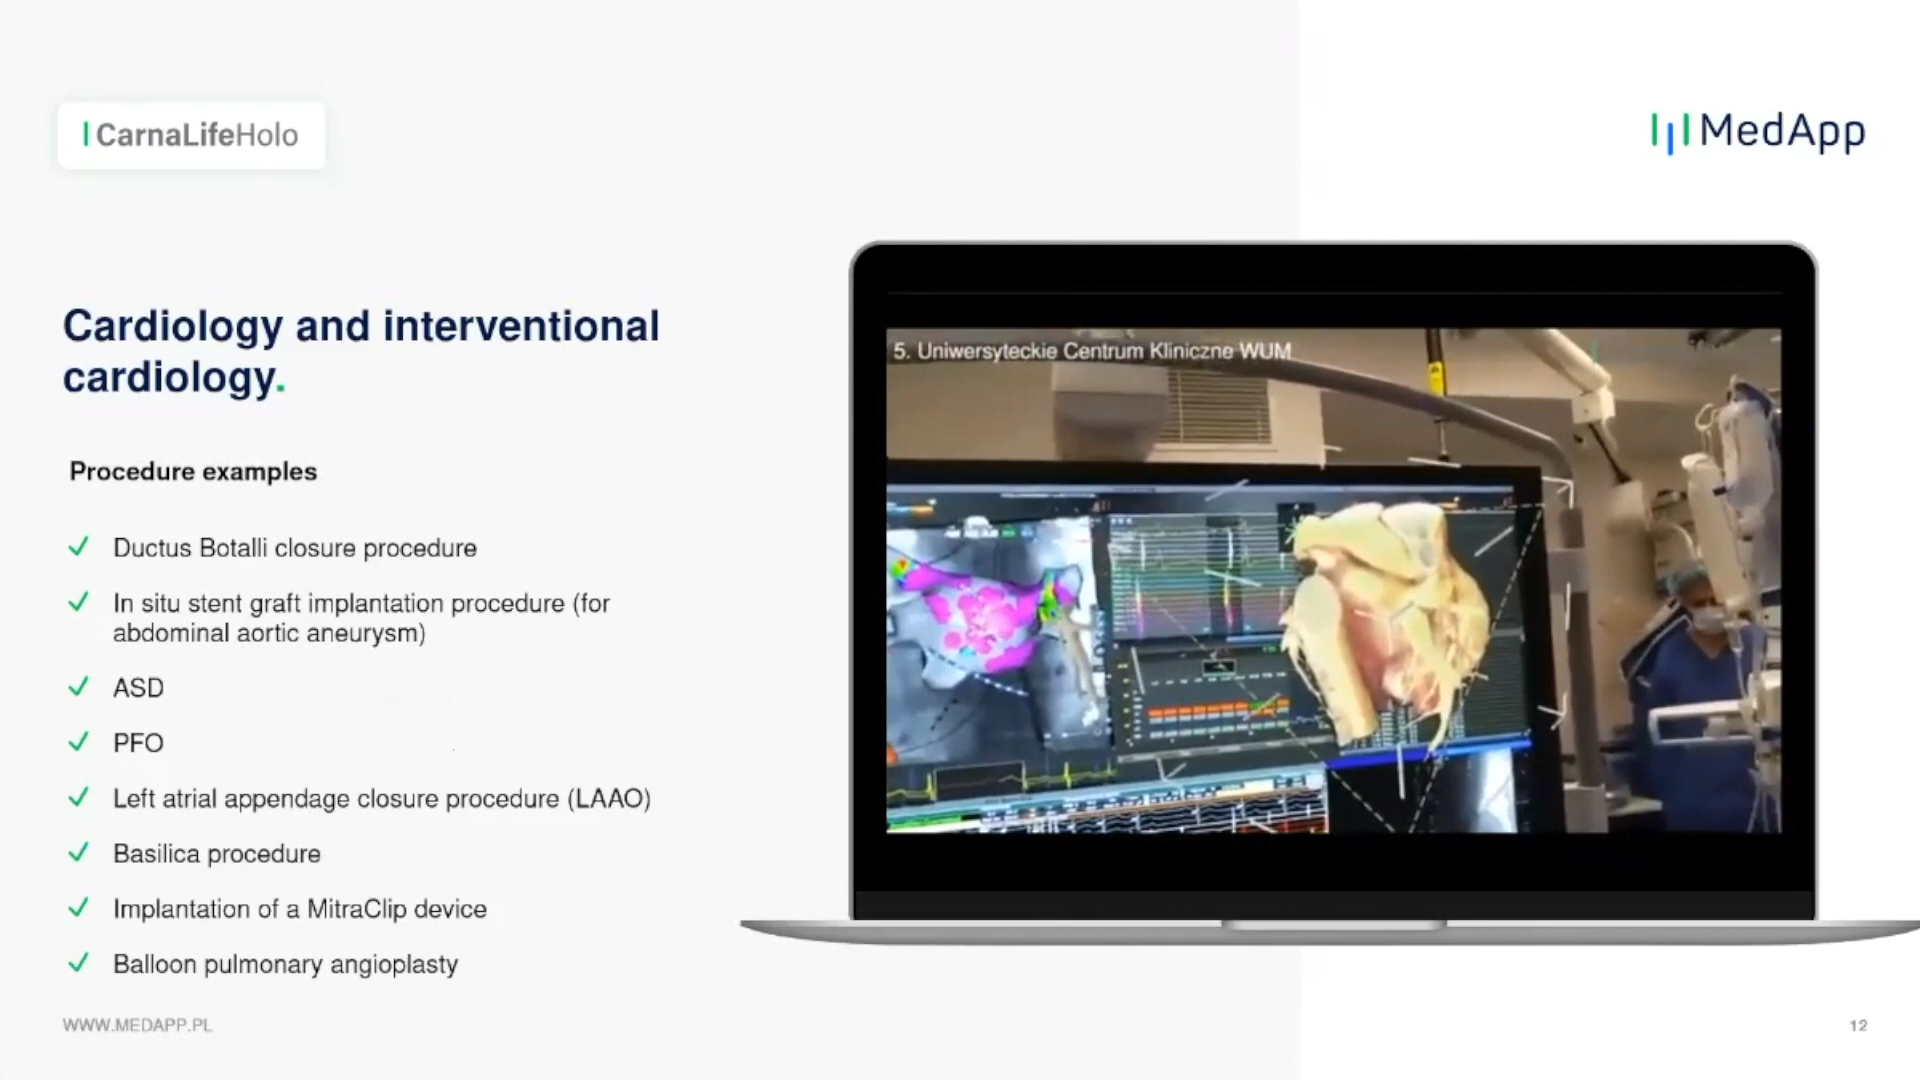 CarnaLifeHolo
MedApp
Cardiology and interventional
cardiology.
Procedure examples
Ductus Botalli closure procedure
In situ stent graft implantation procedure (for
abdominal aortic aneurysm)
ASD
PFO
Left atrial appendage closure procedure (LAAO)
Basilica procedure
Implantation of a MitraClip device
Balloon pulmonary angioplasty
5. Uniwersyteckie Centrum Kliniczne WUM
WWW.MEDAPP.PL
12